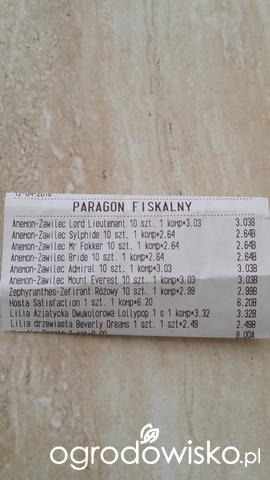 12-04-2016
PARAGON FISKALNY
Anemon-Zawilec Lord Lieutenant 10 szt. 1 komp*3.03 3.03B
Anemon-Zawilec Sylphide 10 szt. 1 komp*2.64 2.64B
Anemon-Zawilec Mr Fokker 10 szt. 1 komp*2.64 2.64B
Anemon-Zawilec Bride 10 szt. 1 komp*2.64 2.64B
Anemon-Zawilec Admiral 10 szt. 1 komp*3.03 3.03B
Anemon-Zawilec Mount Everest 10 szt. 1 komp*3.03 3.03B
Zephyranthes-Zefirant Różowy 10 szt. 1 komp*2.99 2.99B
Hosta Satisfaction 1 szt. 1 komp*6.20 6.20B
Lilia Azjatycka Dwukolorowa Lollypop 1 s 1 komp*3.32 3.32B
Lilia drzewiasta Beverly Dreams 1 szt. 1 szt*2.49 2.49B
ogrodowisko.pl